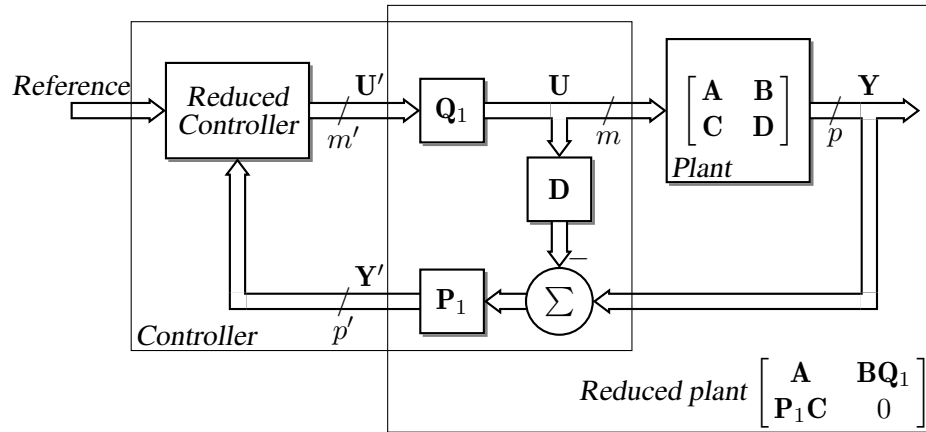 Reference
Reduced
Controller
U′
m′
Q₁
U
m
A B
C D
Plant
Y
p
D
−
∑
P₁
Y′
p′
Controller
Reduced plant
A BQ₁
P₁C 0